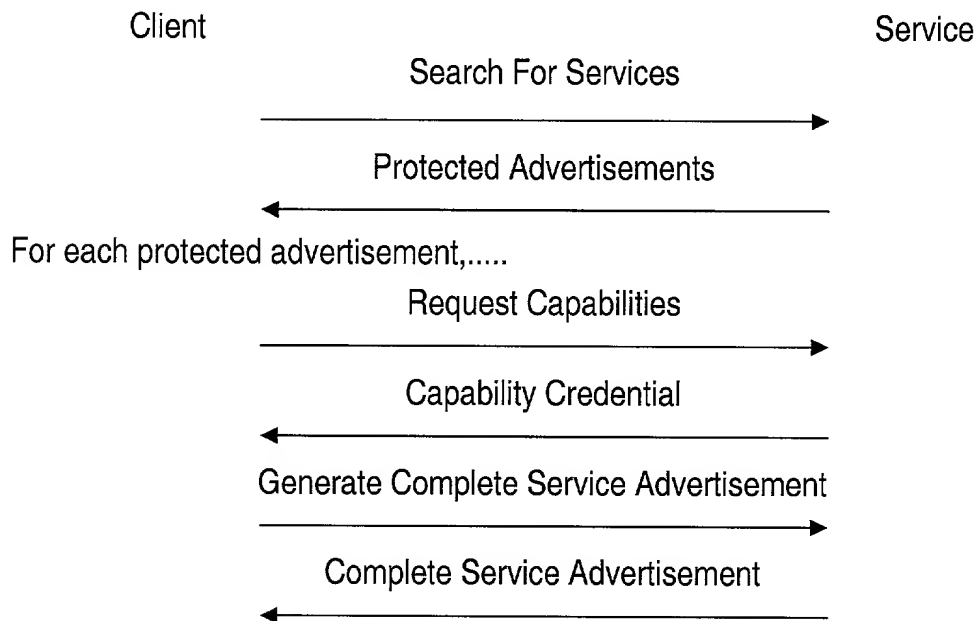 Client
Service
Search For Services
Protected Advertisements
For each protected advertisement,.....
Request Capabilities
Capability Credential
Generate Complete Service Advertisement
Complete Service Advertisement